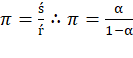 π = ś/ŕ ∴ π = α/1−α